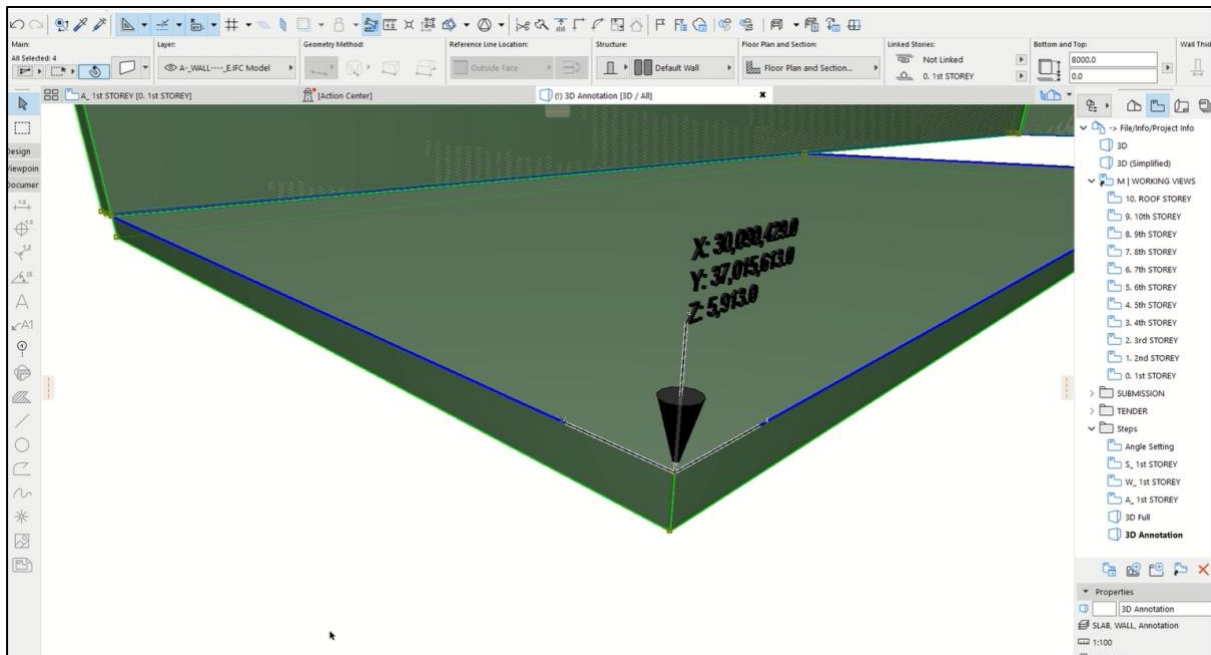 Main:
All Selected: 4
Layer:
A-_WALL----_E.IFC Model
Geometry Method:
Reference Line Location:
Outside Face
Structure:
Default Wall
Floor Plan and Section:
Floor Plan and Section...
Linked Stories:
Not Linked
0. 1st STOREY
Bottom and Top:
8000.0
0.0
Wall Thick
A_ 1st STOREY [0. 1st STOREY]
[Action Center]
(!) 3D Annotation [3D / All]
Design
Viewpoin
Documer
A1
X: 30,090,429.0
Y: 37,015,613.0
Z: 5,913.0
-> File/Info/Project Info
3D
3D (Simplified)
M | WORKING VIEWS
10. ROOF STOREY
9. 10th STOREY
8. 9th STOREY
7. 8th STOREY
6. 7th STOREY
5. 6th STOREY
4. 5th STOREY
3. 4th STOREY
2. 3rd STOREY
1. 2nd STOREY
0. 1st STOREY
SUBMISSION
TENDER
Steps
Angle Setting
S_ 1st STOREY
W_ 1st STOREY
A_ 1st STOREY
3D Full
3D Annotation
Properties
3D Annotation
SLAB, WALL, Annotation
1:100